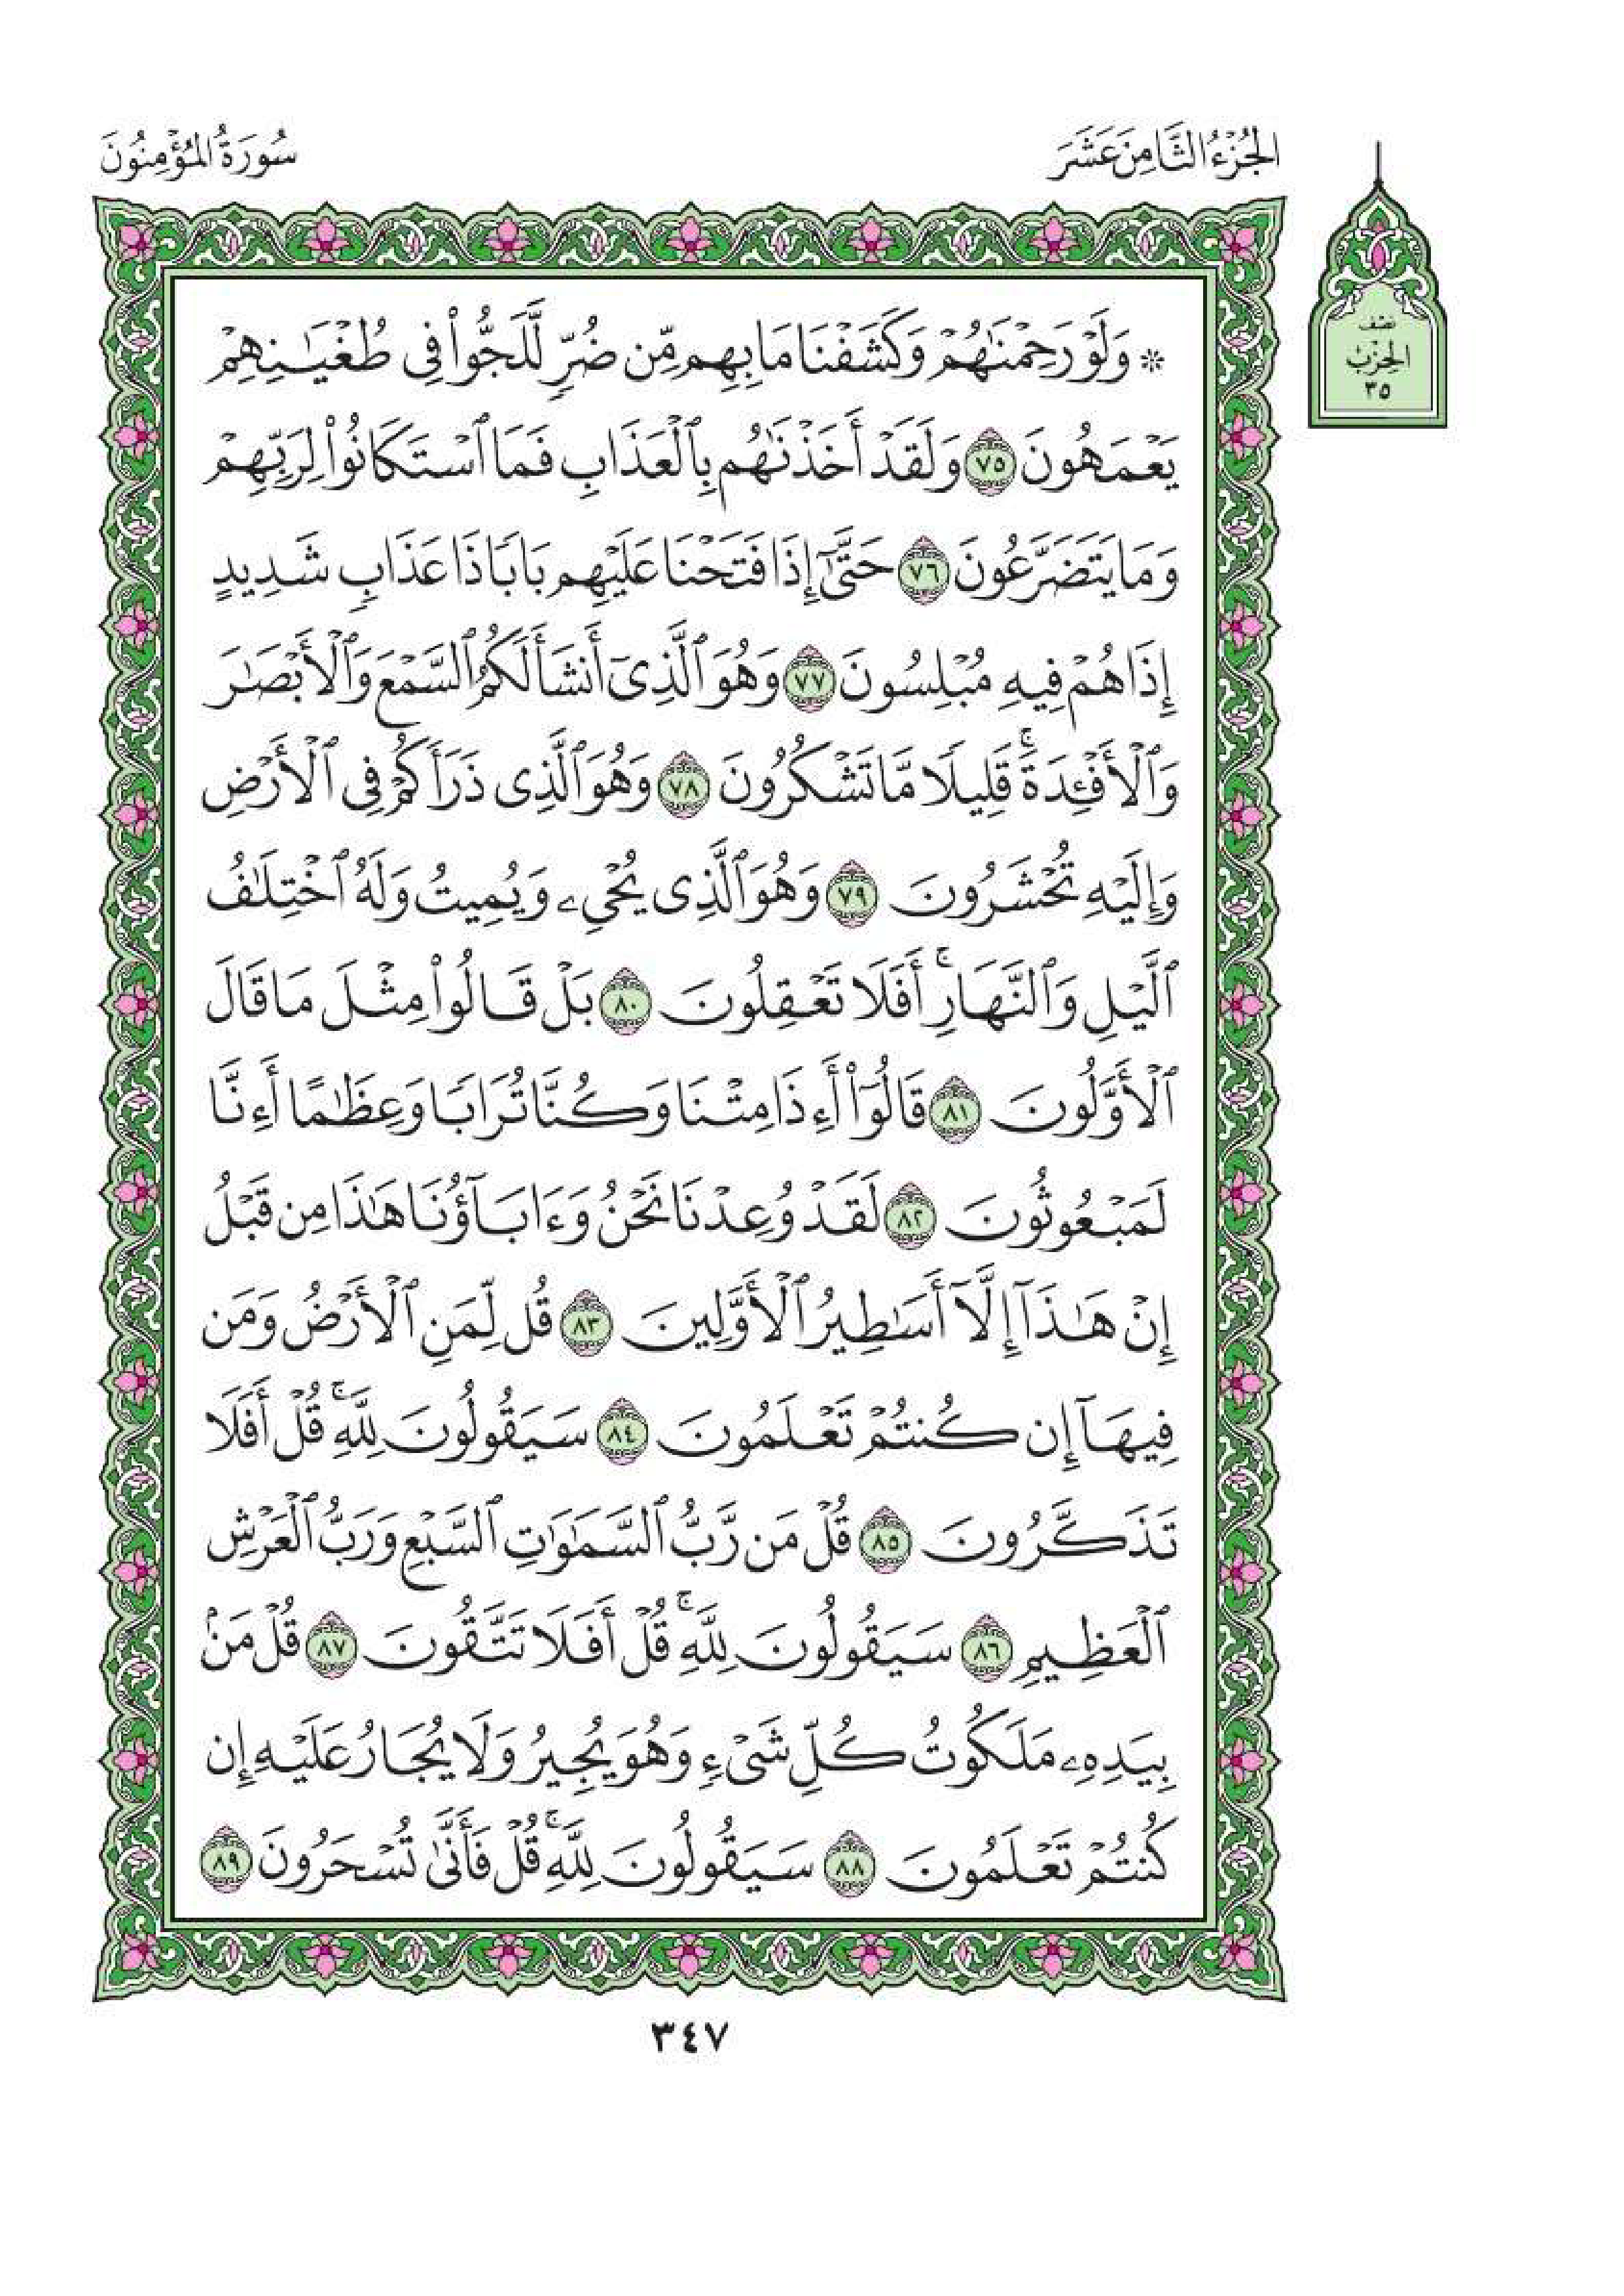 الجُزْءُ الثَّامِنَ عَشَرَ
سُورَةُ المُؤْمِنُونَ
نصف
الحِزْب
٣٥
۞ وَلَوْ رَحِمْنَٰهُمْ وَكَشَفْنَا مَا بِهِم مِّن ضُرٍّۢ لَّلَجُّوا۟ فِى طُغْيَـٰنِهِمْ
يَعْمَهُونَ ٧٥ وَلَقَدْ أَخَذْنَٰهُم بِٱلْعَذَابِ فَمَا ٱسْتَكَانُوا۟ لِرَبِّهِمْ
وَمَا يَتَضَرَّعُونَ ٧٦ حَتَّىٰٓ إِذَا فَتَحْنَا عَلَيْهِم بَابًا ذَا عَذَابٍ شَدِيدٍ
إِذَا هُمْ فِيهِ مُبْلِسُونَ ٧٧ وَهُوَ ٱلَّذِىٓ أَنشَأَ لَكُمُ ٱلسَّمْعَ وَٱلْأَبْصَٰرَ
وَٱلْأَفْـِٔدَةَۚ قَلِيلًا مَّا تَشْكُرُونَ ٧٨ وَهُوَ ٱلَّذِى ذَرَأَكُمْ فِى ٱلْأَرْضِ
وَإِلَيْهِ تُحْشَرُونَ ٧٩ وَهُوَ ٱلَّذِى يُحْىِۦ وَيُمِيتُ وَلَهُ ٱخْتِلَٰفُ
ٱلَّيْلِ وَٱلنَّهَارِۚ أَفَلَا تَعْقِلُونَ ٨٠ بَلْ قَالُوا۟ مِثْلَ مَا قَالَ
ٱلْأَوَّلُونَ ٨١ قَالُوٓا۟ أَءِذَا مِتْنَا وَكُنَّا تُرَابًا وَعِظَٰمًا أَءِنَّا
لَمَبْعُوثُونَ ٨٢ لَقَدْ وُعِدْنَا نَحْنُ وَءَابَآؤُنَا هَٰذَا مِن قَبْلُ
إِنْ هَٰذَآ إِلَّآ أَسَٰطِيرُ ٱلْأَوَّلِينَ ٨٣ قُل لِّمَنِ ٱلْأَرْضُ وَمَن
فِيهَآ إِن كُنتُمْ تَعْلَمُونَ ٨٤ سَيَقُولُونَ لِلَّهِۚ قُلْ أَفَلَا
تَذَكَّرُونَ ٨٥ قُلْ مَن رَّبُّ ٱلسَّمَٰوَٰتِ ٱلسَّبْعِ وَرَبُّ ٱلْعَرْشِ
ٱلْعَظِيمِ ٨٦ سَيَقُولُونَ لِلَّهِۚ قُلْ أَفَلَا تَتَّقُونَ ٨٧ قُلْ مَنۢ
بِيَدِهِۦ مَلَكُوتُ كُلِّ شَىْءٍ وَهُوَ يُجِيرُ وَلَا يُجَارُ عَلَيْهِ إِن
كُنتُمْ تَعْلَمُونَ ٨٨ سَيَقُولُونَ لِلَّهِۚ قُلْ فَأَنَّىٰ تُسْحَرُونَ ٨٩
٣٤٧